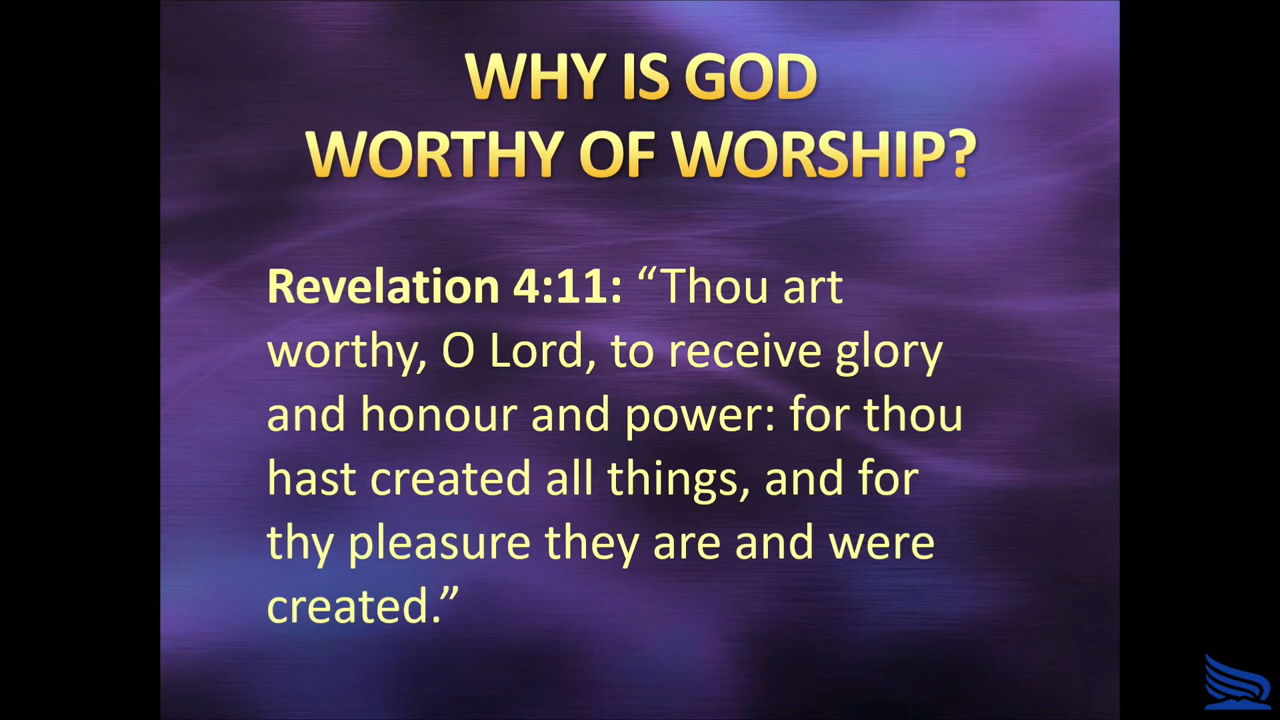 WHY IS GOD
WORTHY OF WORSHIP?
Revelation 4:11: “Thou art
worthy, O Lord, to receive glory
and honour and power: for thou
hast created all things, and for
thy pleasure they are and were
created.”